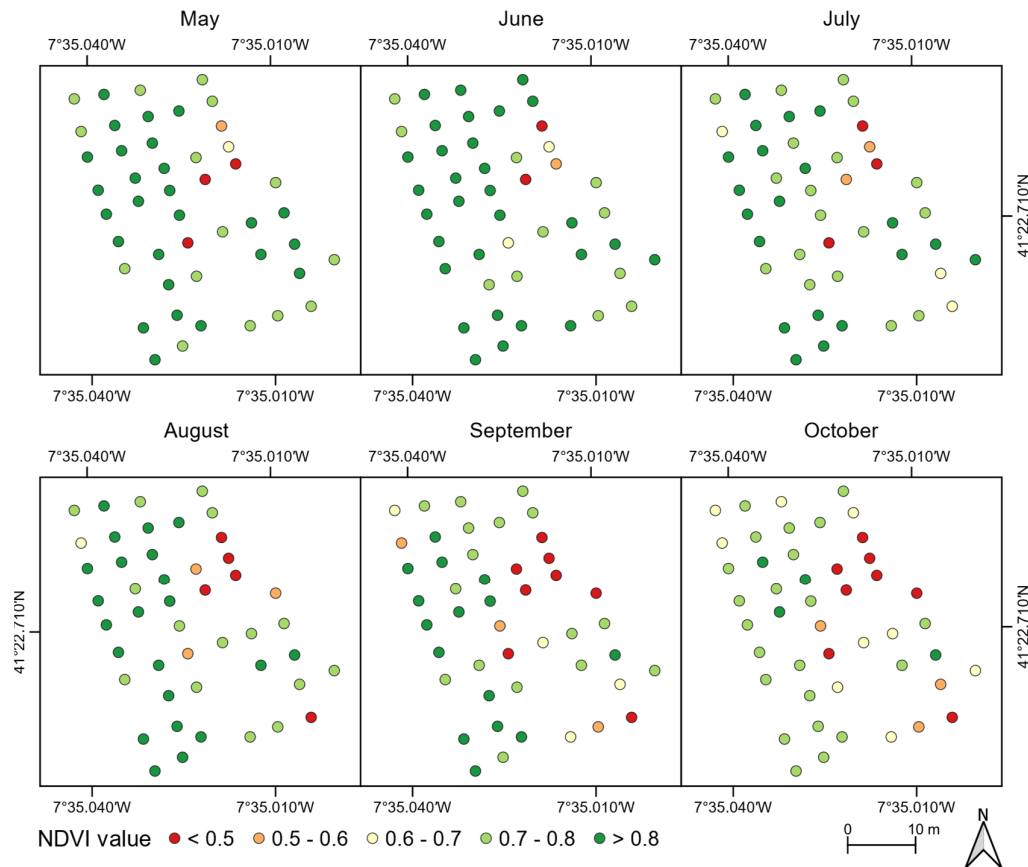 May June July
7°35.040'W 7°35.010'W 7°35.040'W 7°35.010'W 7°35.040'W 7°35.010'W
41°22.710'N
7°35.040'W 7°35.010'W 7°35.040'W 7°35.010'W 7°35.040'W 7°35.010'W
August September October
7°35.040'W 7°35.010'W 7°35.040'W 7°35.010'W 7°35.040'W 7°35.010'W
41°22.710'N 41°22.710'N
7°35.040'W 7°35.010'W 7°35.040'W 7°35.010'W 7°35.040'W 7°35.010'W
NDVI value < 0.5 0.5 - 0.6 0.6 - 0.7 0.7 - 0.8 > 0.8 0 10 m N